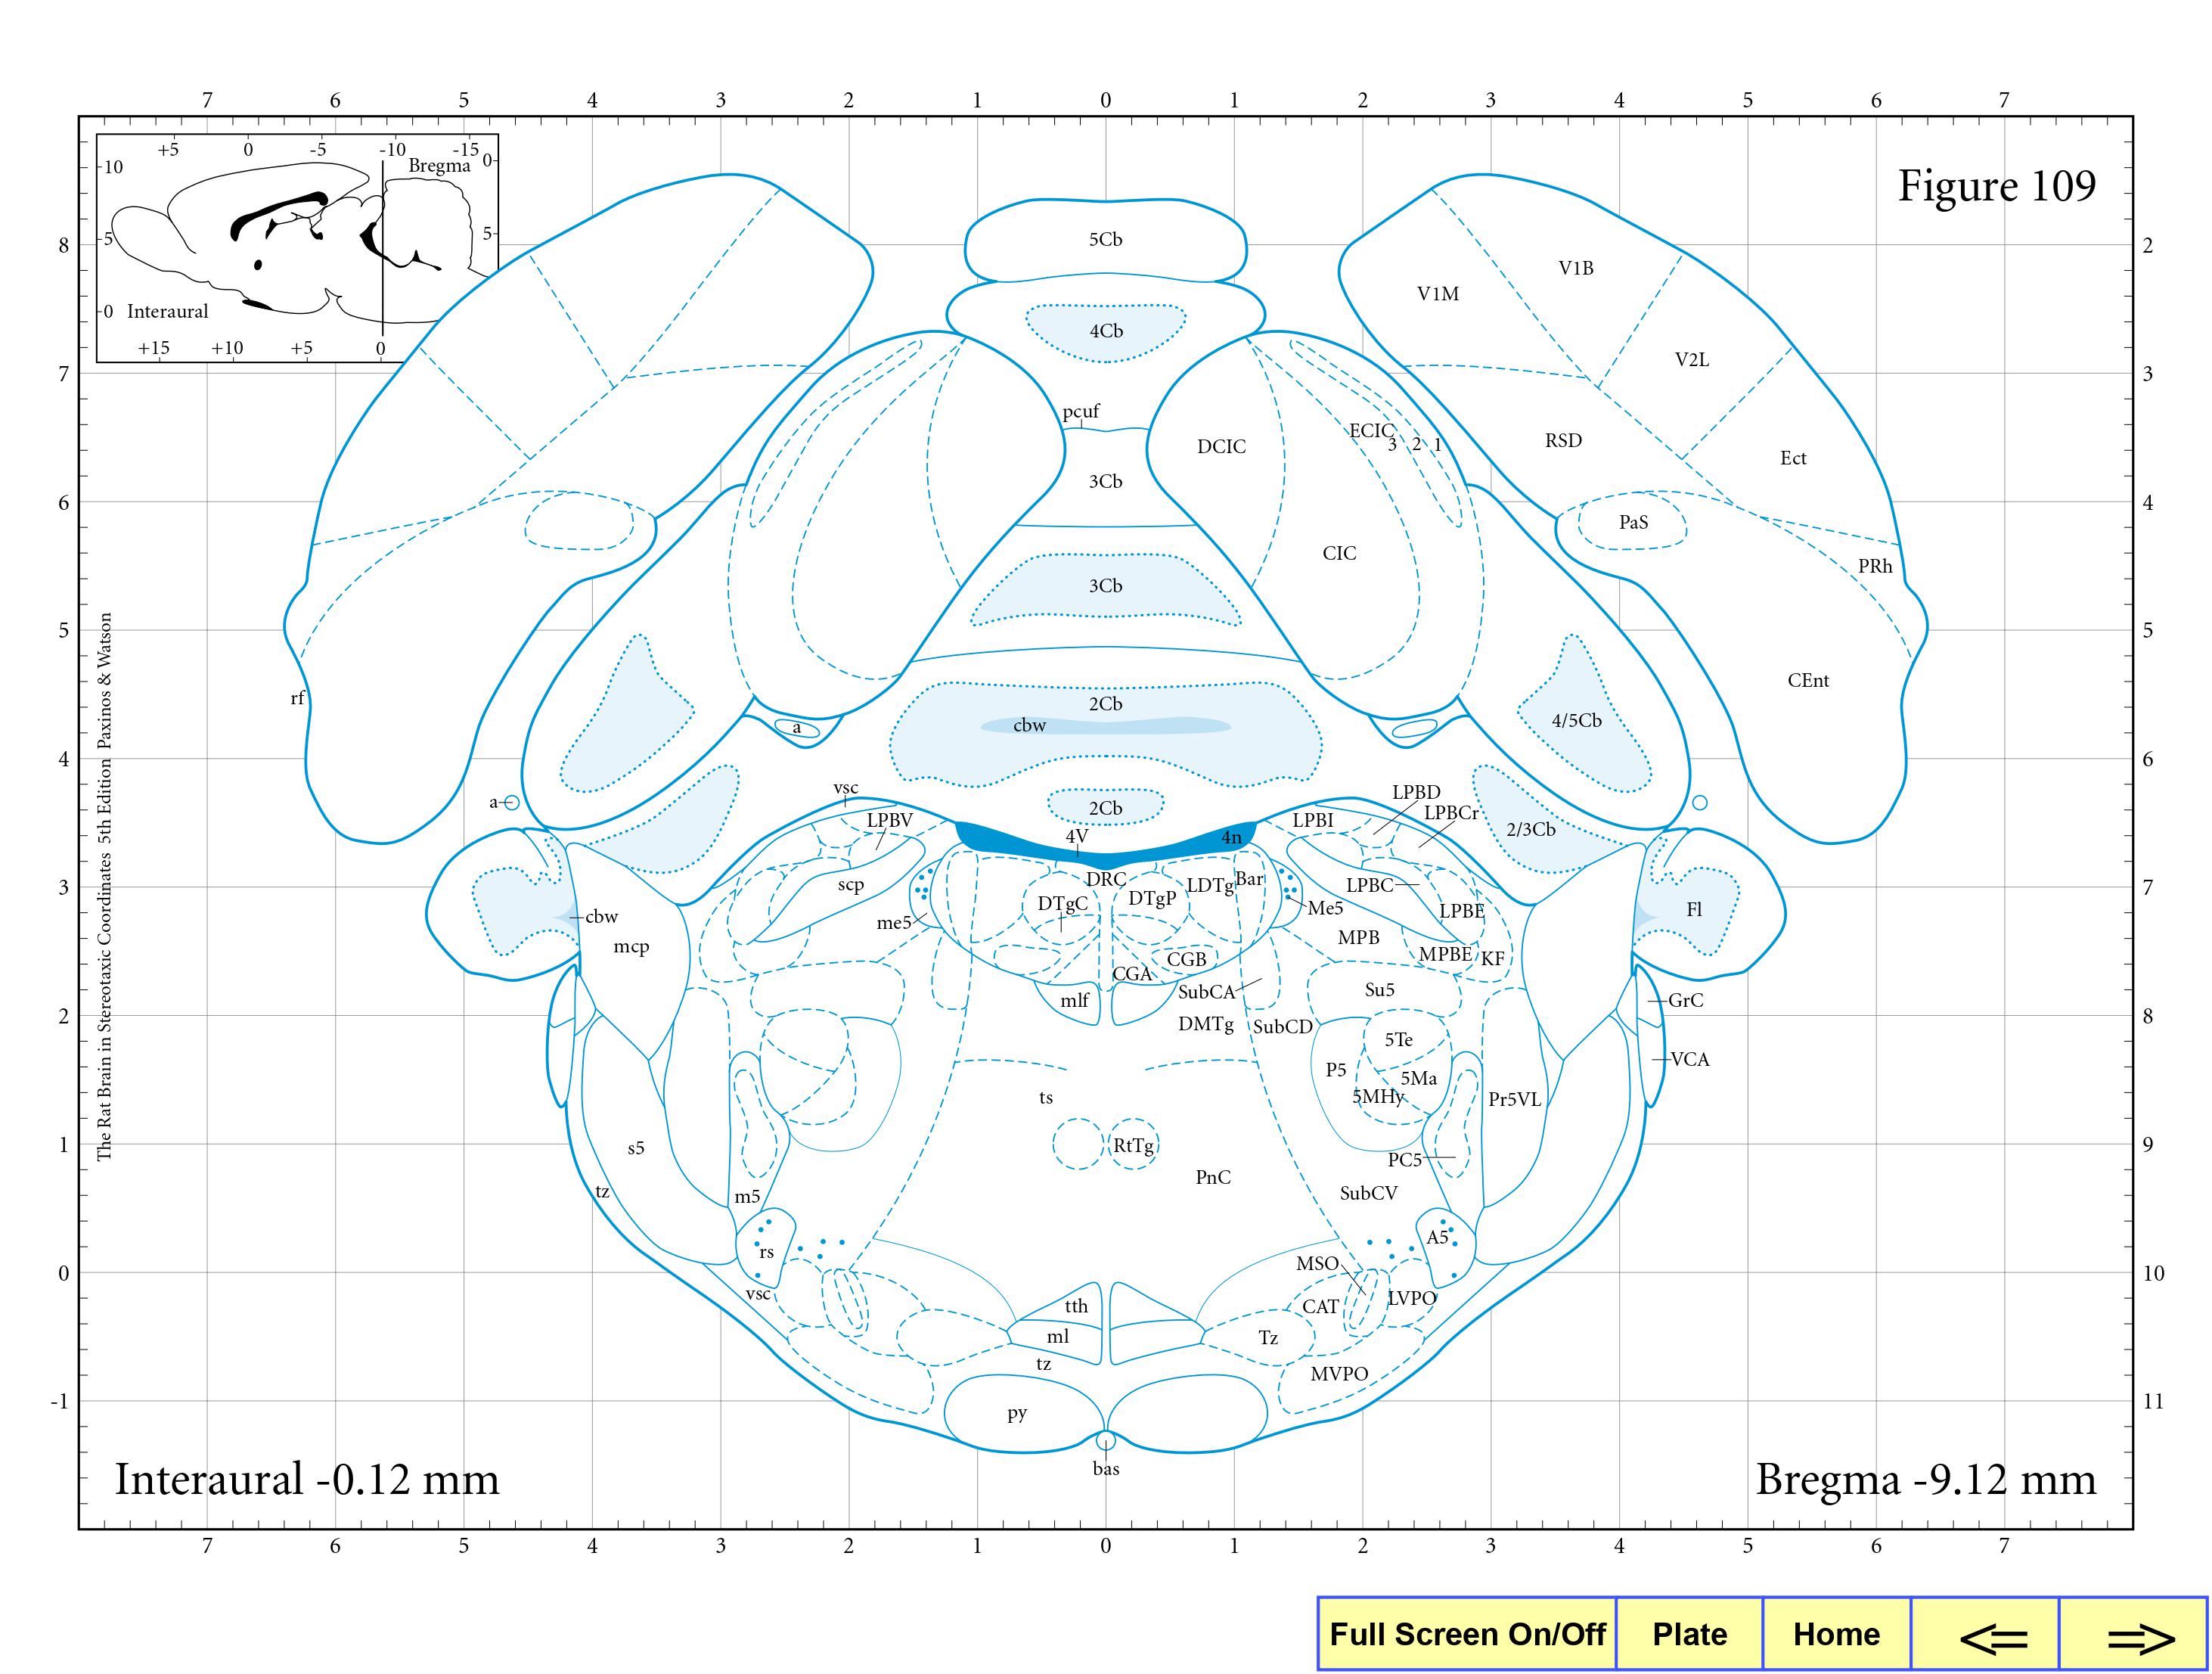 7 6 5 4 3 2 1 0 1 2 3 4 5 6 7
+5 0 -5 -10 -15
Bregma
0
10
5
5
0 Interaural
+15 +10 +5 0
Figure 109
8 2
7 3
6 4
5 5
4 6
3 7
2 8
1 9
0 10
-1 11
5Cb
V1B
V1M
4Cb
V2L
pcuf
ECIC
3 2 1
RSD
DCIC
Ect
3Cb
PaS
CIC
PRh
3Cb
CEnt
rf
2Cb
4/5Cb
cbw
a
vsc
LPBD
a
2Cb
LPBCr
LPBV
LPBI
2/3Cb
4V
4n
DRC
LDTg
Bar
scp
LPBC
DTgC
DTgP
Me5
LPBE
Fl
cbw
me5
mcp
MPB
MPBE
KF
CGB
CGA
SubCA
Su5
mlf
GrC
DMTg
SubCD
5Te
VCA
P5
5Ma
5MHy
Pr5VL
ts
s5
RtTg
PC5
PnC
tz
m5
SubCV
A5
rs
MSO
vsc
LVPO
tth
CAT
ml
Tz
tz
MVPO
py
bas
The Rat Brain in Stereotaxic Coordinates 5th Edition Paxinos & Watson
Interaural -0.12 mm
Bregma -9.12 mm
7 6 5 4 3 2 1 0 1 2 3 4 5 6 7
Full Screen On/Off
Plate
Home
<=
=>